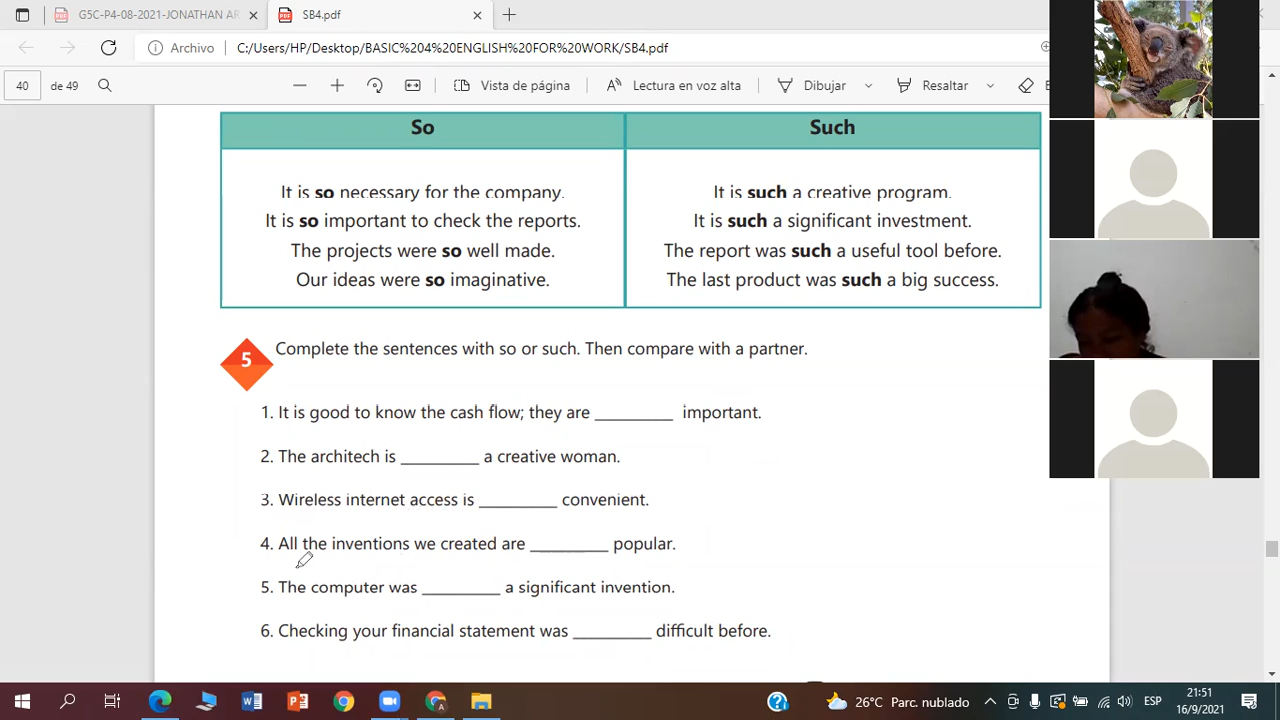 G5C-P4-08-2021-JONATHAN AR
SB4.pdf
Archivo
C:/Users/HP/Desktop/BASIC%204%20ENGLISH%20FOR%20WORK/SB4.pdf
40
de 49
Vista de página
Lectura en voz alta
Dibujar
Resaltar
So
Such
It is so necessary for the company.
It is so important to check the reports.
The projects were so well made.
Our ideas were so imaginative.
It is such a creative program.
It is such a significant investment.
The report was such a useful tool before.
The last product was such a big success.
5
Complete the sentences with so or such. Then compare with a partner.
1. It is good to know the cash flow; they are _________ important.
2. The architech is _________ a creative woman.
3. Wireless internet access is _________ convenient.
4. All the inventions we created are _________ popular.
5. The computer was _________ a significant invention.
6. Checking your financial statement was _________ difficult before.
26°C Parc. nublado
ESP
21:51
16/9/2021